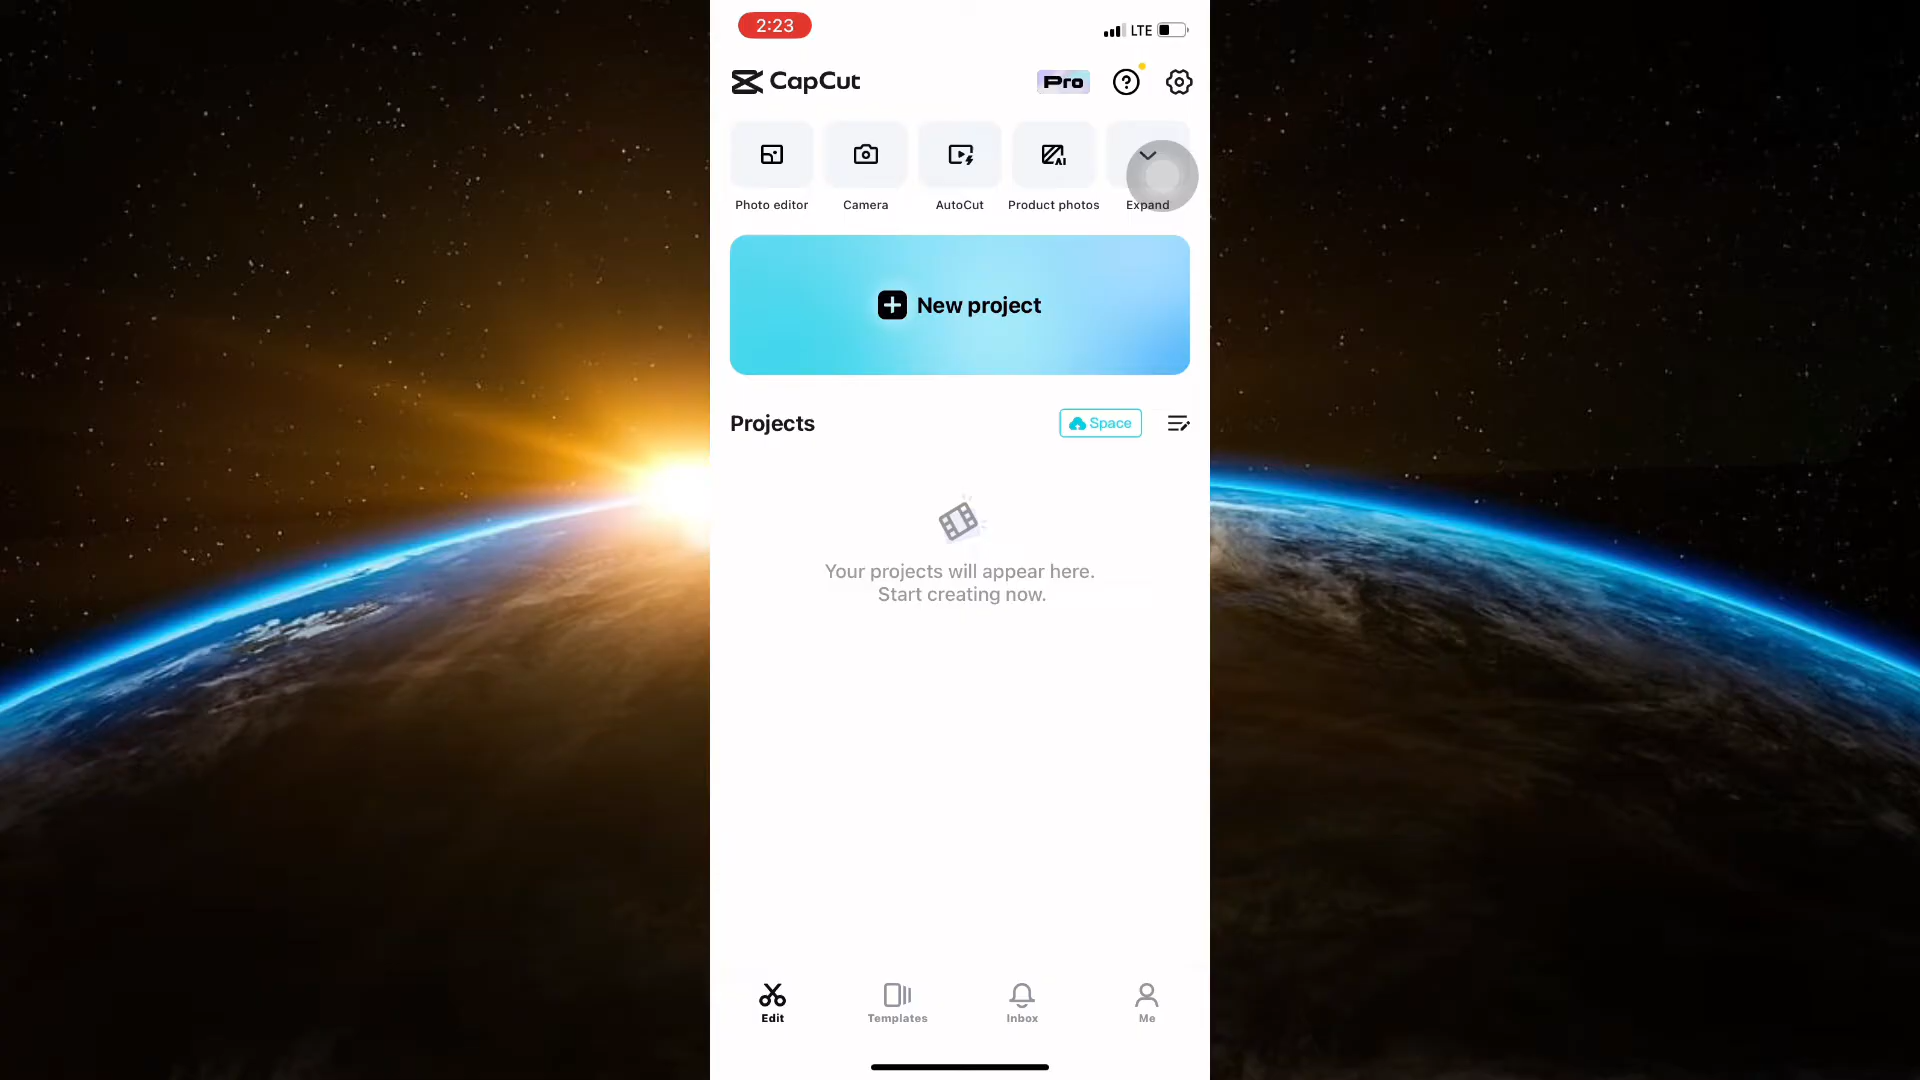 2:23
LTE
CapCut
Pro
Photo editor
Camera
AutoCut
AI
Product photos
Expand
New project
Projects
Space
Your projects will appear here.
Start creating now.
Edit
Templates
Inbox
Me